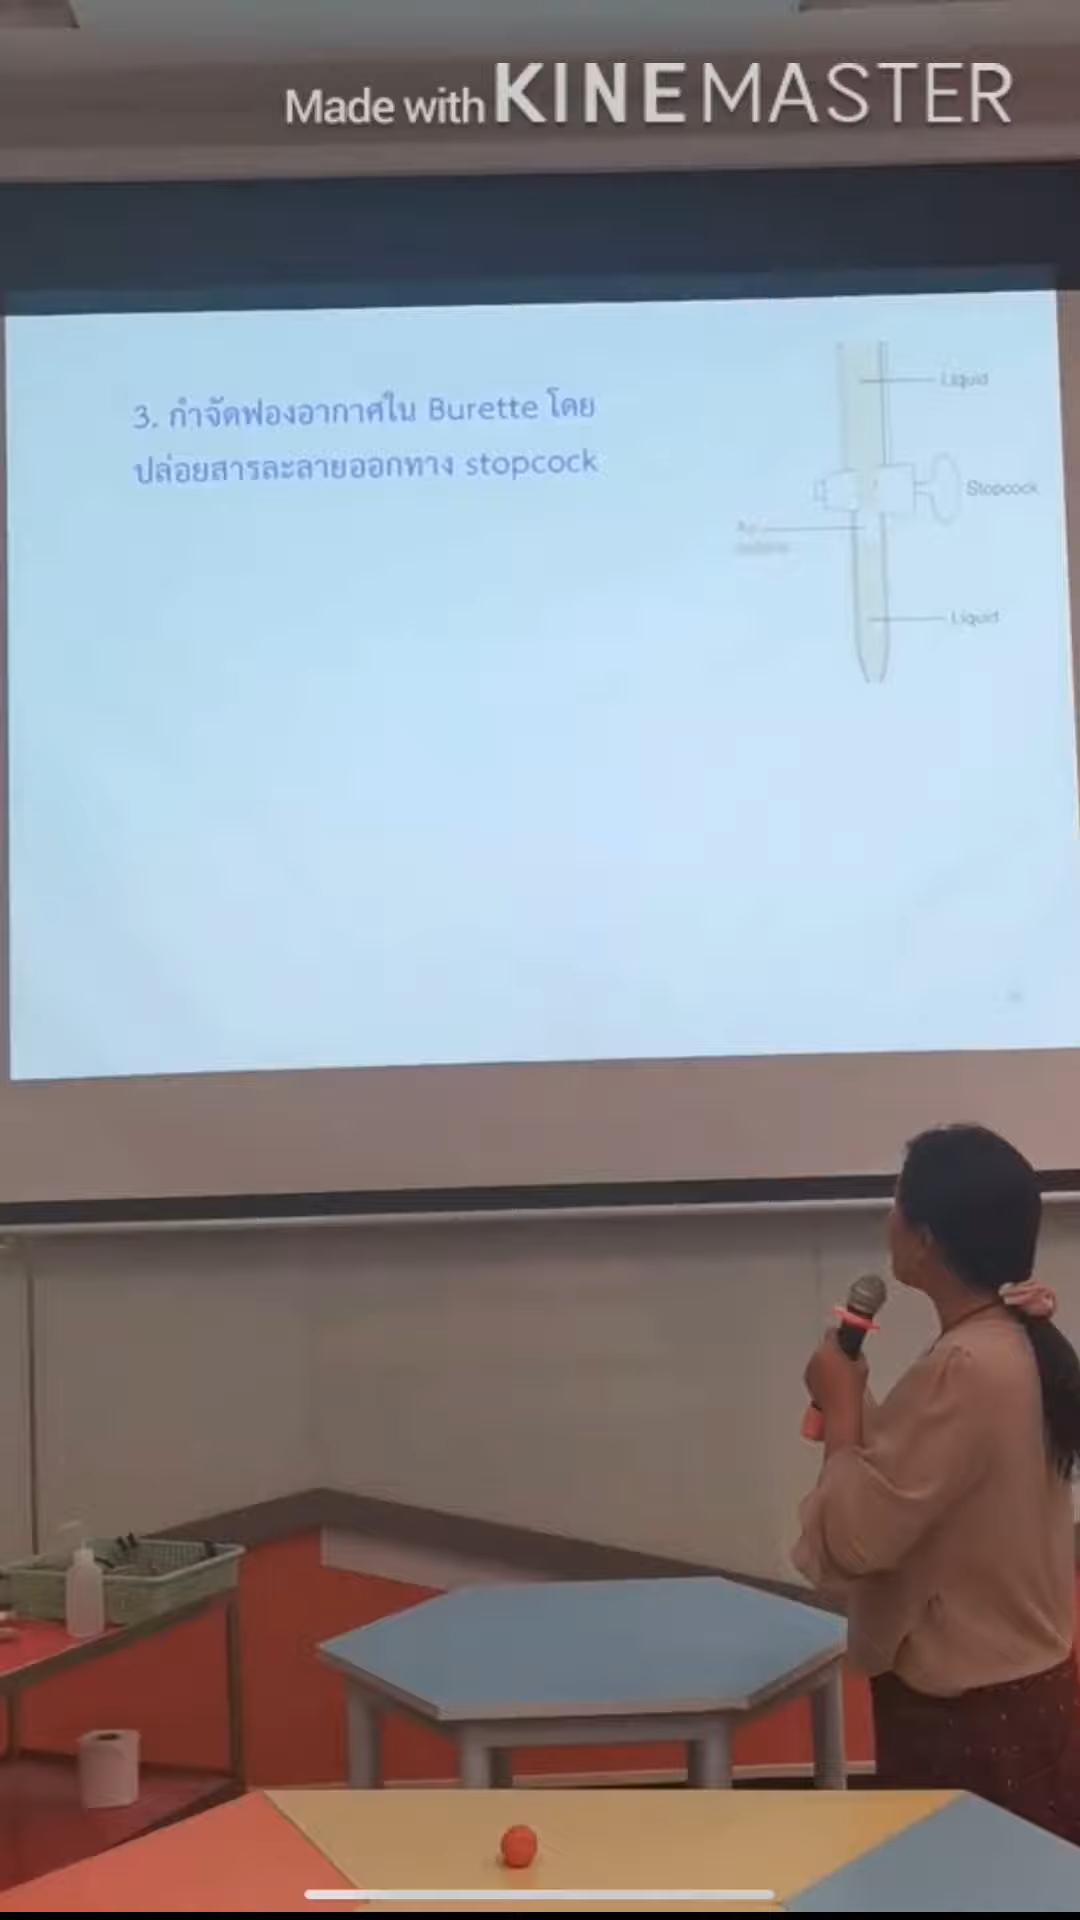 Made with KINEMASTER
3. กำจัดฟองอากาศใน Burette โดย
ปล่อยสารละลายออกทาง stopcock
Liquid
Stopcock
Liquid